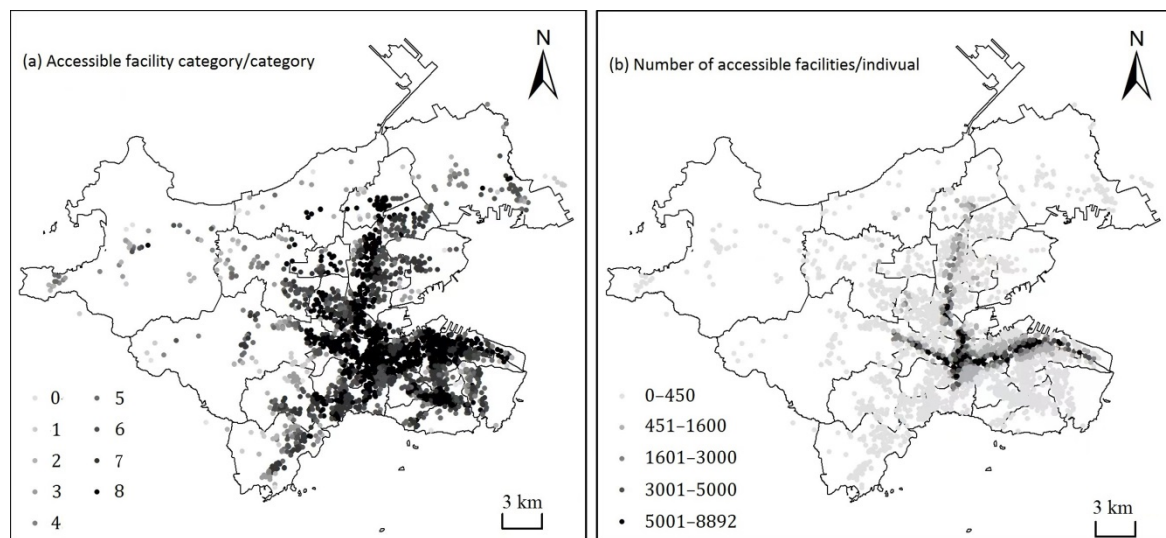 (a) Accessible facility category/category
N
0
1
2
3
4
5
6
7
8
3 km
(b) Number of accessible facilities/indivual
N
0–450
451–1600
1601–3000
3001–5000
5001–8892
3 km